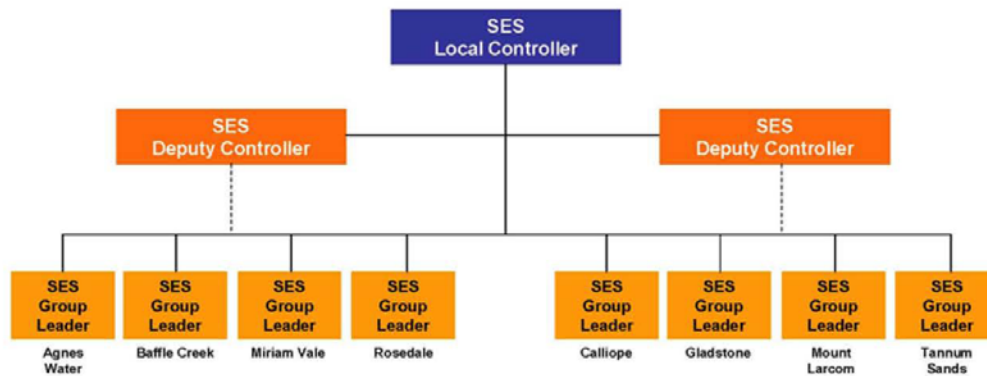 SES
Local Controller
SES
Deputy Controller
SES
Deputy Controller
SES
Group
Leader
SES
Group
Leader
SES
Group
Leader
SES
Group
Leader
SES
Group
Leader
SES
Group
Leader
SES
Group
Leader
SES
Group
Leader
Agnes
Water
Baffle Creek
Miriam Vale
Rosedale
Calliope
Gladstone
Mount
Larcom
Tannum
Sands